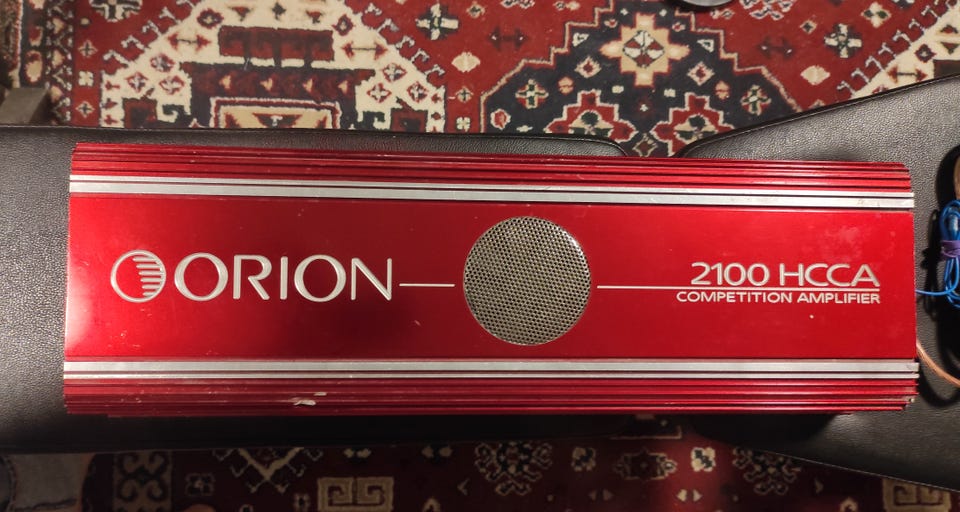 ORION
2100 HCCA
COMPETITION AMPLIFIER